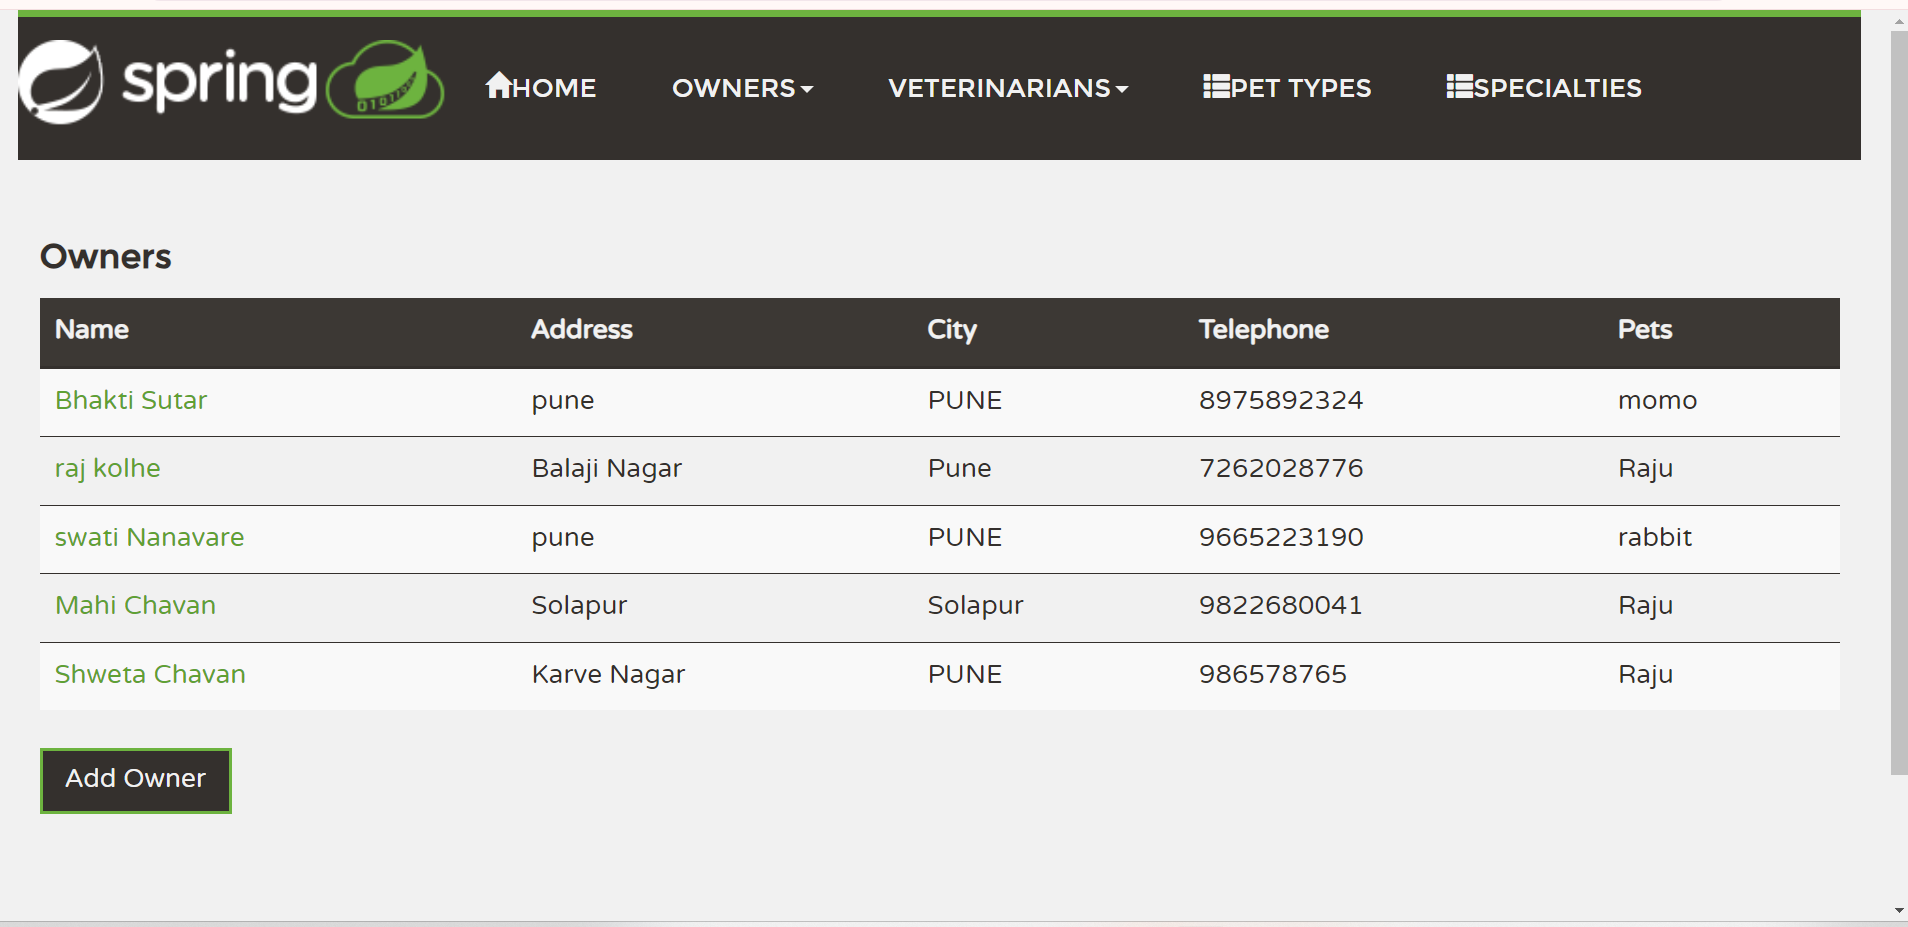 spring HOME OWNERS VETERINARIANS PET TYPES SPECIALTIES
Owners
Name Address City Telephone Pets
Bhakti Sutar pune PUNE 8975892324 momo
raj kolhe Balaji Nagar Pune 7262028776 Raju
swati Nanavare pune PUNE 9665223190 rabbit
Mahi Chavan Solapur Solapur 9822680041 Raju
Shweta Chavan Karve Nagar PUNE 986578765 Raju
Add Owner